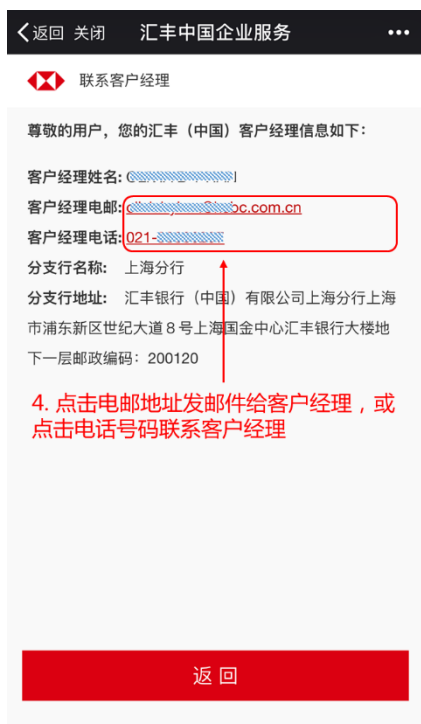 返回 关闭 汇丰中国企业服务
联系客户经理
尊敬的用户，您的汇丰（中国）客户经理信息如下：
客户经理姓名:
客户经理电邮: bc.com.cn
客户经理电话: 021-
分支行名称: 上海分行
分支行地址: 汇丰银行（中国）有限公司上海分行上海
市浦东新区世纪大道８号上海国金中心汇丰银行大楼地
下一层邮政编码：200120
4. 点击电邮地址发邮件给客户经理，或
点击电话号码联系客户经理
返 回